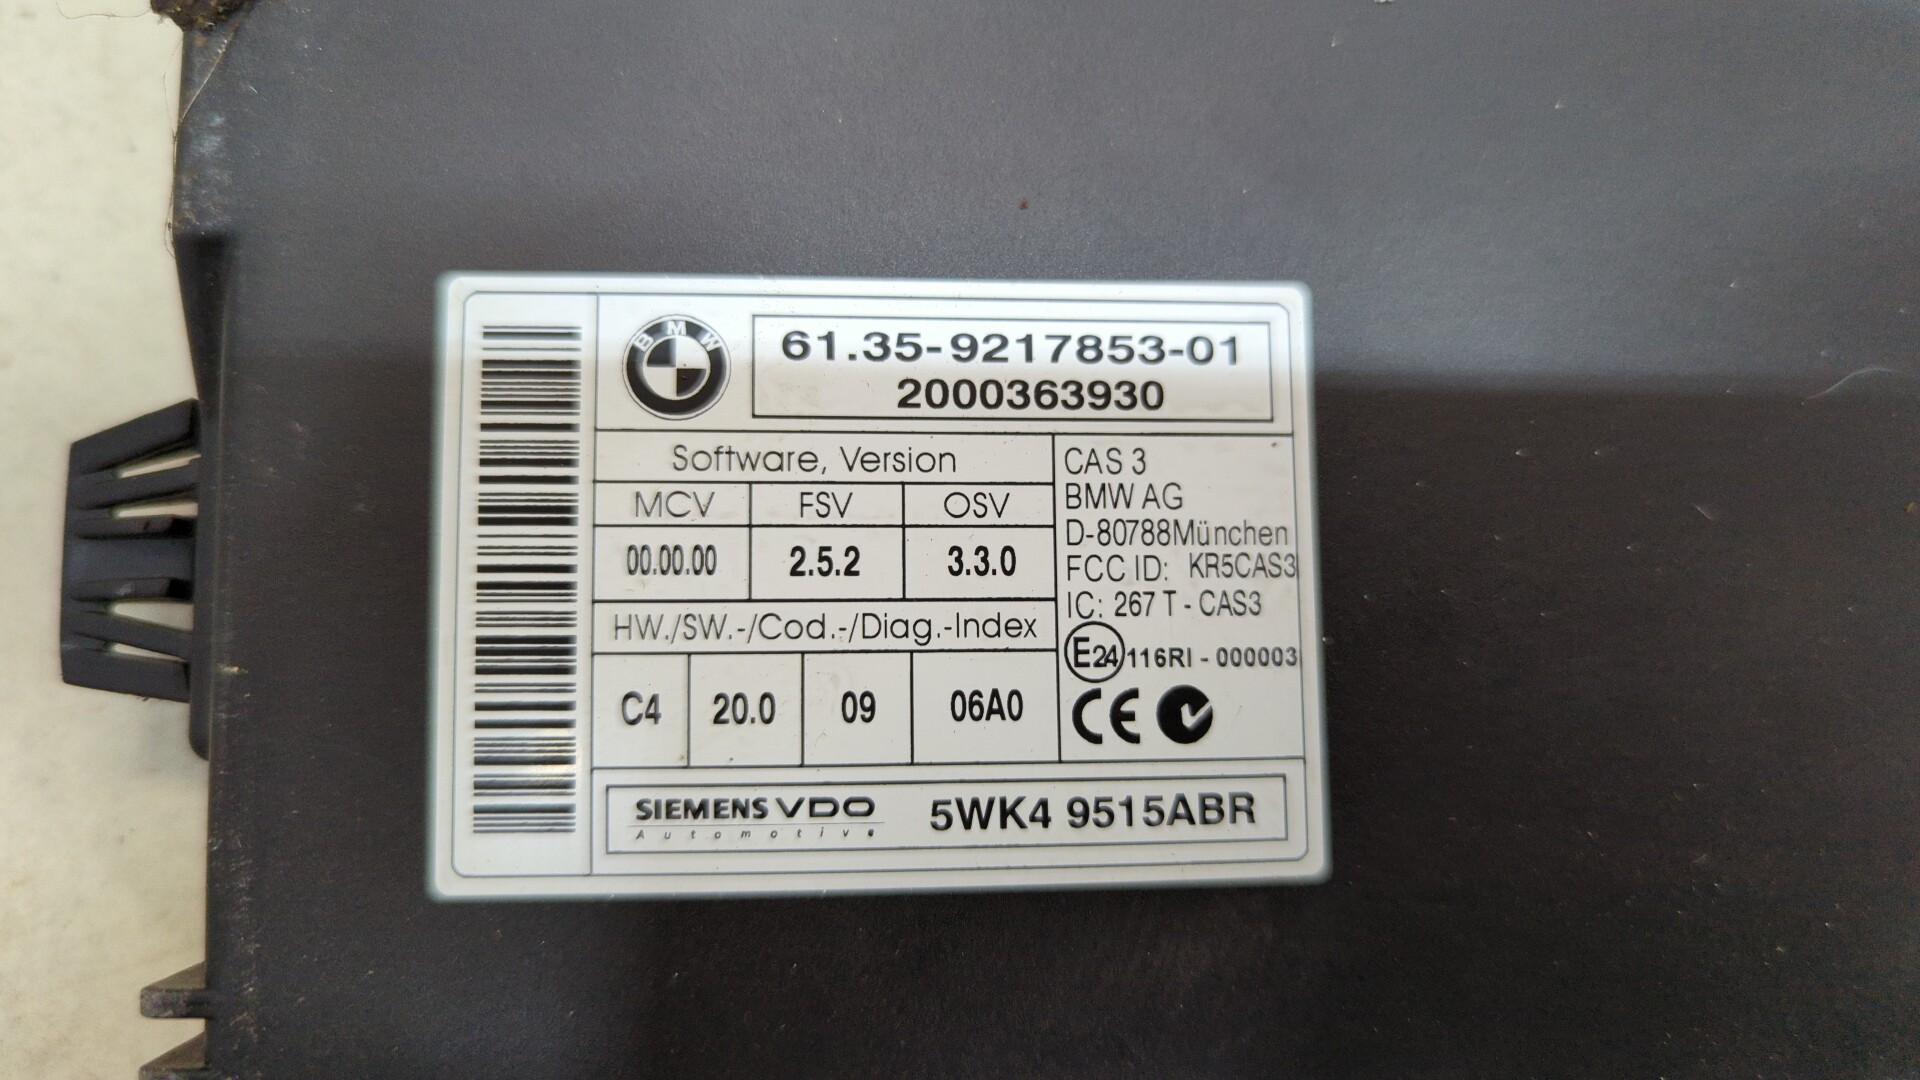 BMW
61.35-9217853-01
2000363930
Software, Version
MCV FSV OSV
00.00.00 2.5.2 3.3.0
HW./SW.-/Cod.-/Diag.-Index
C4 20.0 09 06A0
CAS 3
BMW AG
D-80788München
FCC ID: KR5CAS3
IC: 267 T - CAS3
E24 116RI - 000003
CE
SIEMENS VDO
Automotive
5WK4 9515ABR